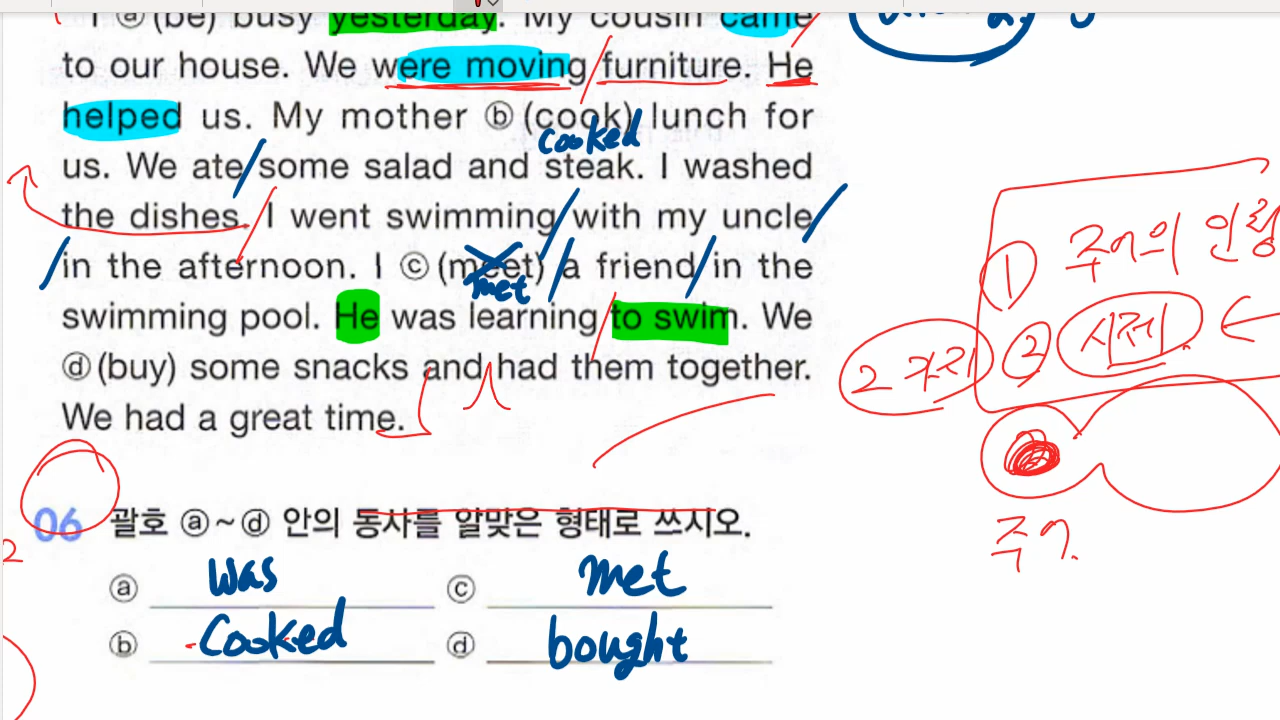 I ⓐ (be) busy yesterday. My cousin came
to our house. We were moving furniture. He
helped us. My mother ⓑ (cook) lunch for
cooked
us. We ate some salad and steak. I washed
the dishes. I went swimming with my uncle
in the afternoon. I ⓒ (meet) a friend in the
met
swimming pool. He was learning to swim. We
ⓓ (buy) some snacks and had them together.
We had a great time.
① 주어의 인칭
2가지 ② 시제
주어.
06 괄호 ⓐ~ⓓ 안의 동사를 알맞은 형태로 쓰시오.
ⓐ was ⓒ met
ⓑ cooked ⓓ bought